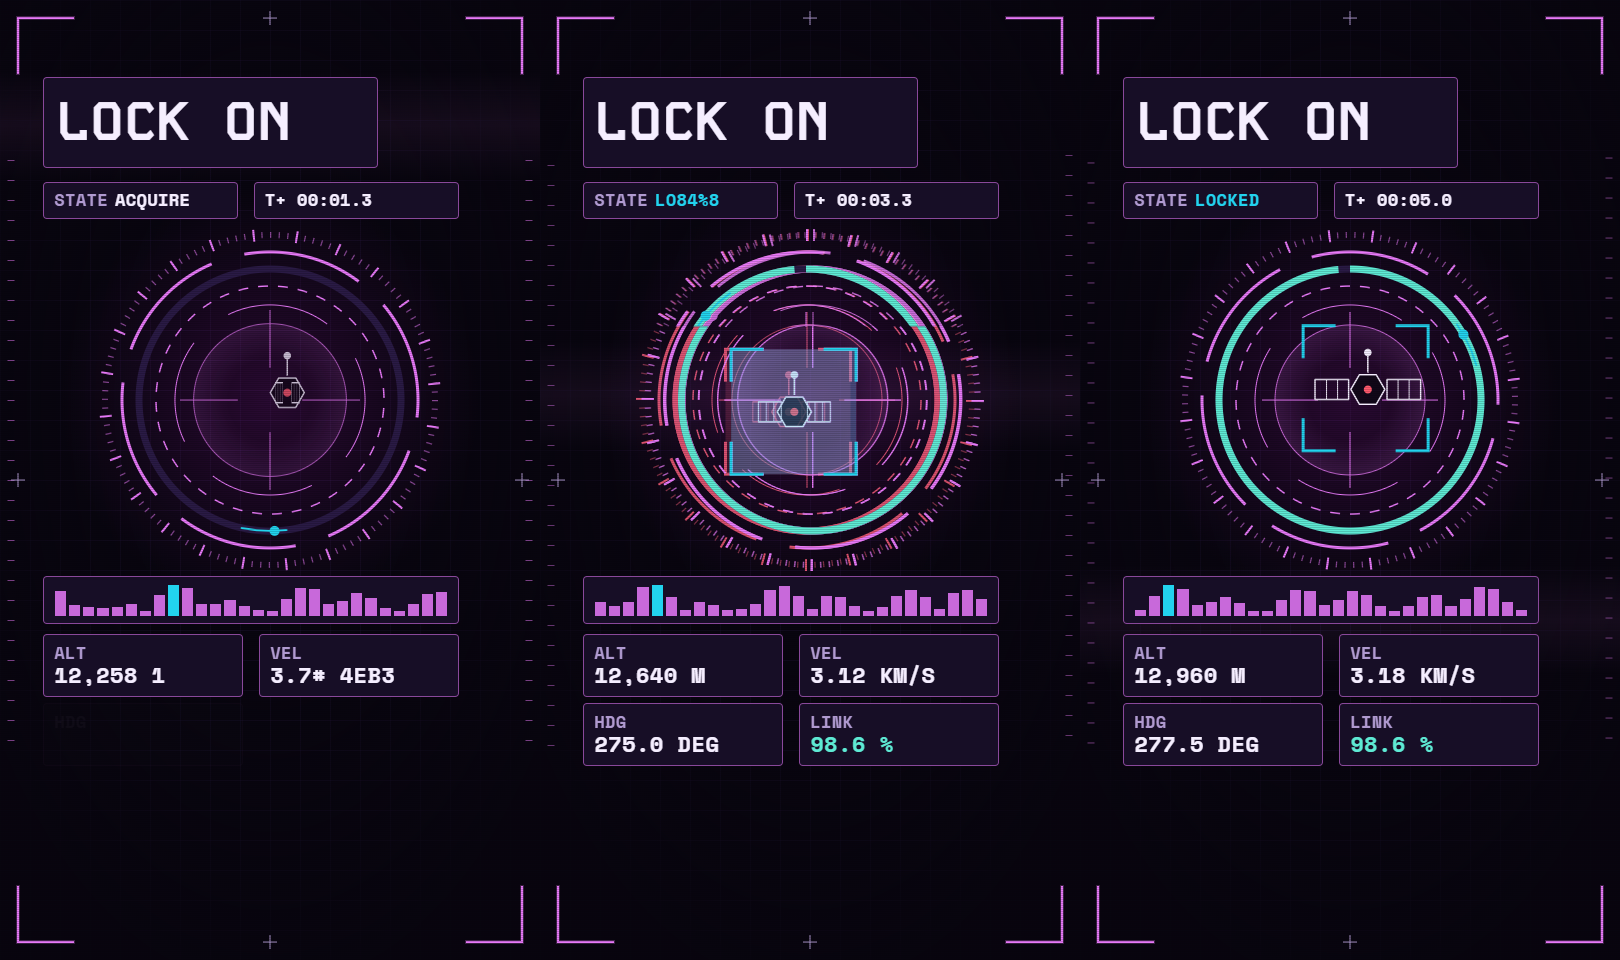 LOCK ON
STATE ACQUIRE
T+ 00:01.3
ALT
12,258 1
VEL
3.7# 4EB3
HDG
LOCK ON
STATE LO84%8
T+ 00:03.3
ALT
12,640 M
VEL
3.12 KM/S
HDG
275.0 DEG
LINK
98.6 %
LOCK ON
STATE LOCKED
T+ 00:05.0
ALT
12,960 M
VEL
3.18 KM/S
HDG
277.5 DEG
LINK
98.6 %